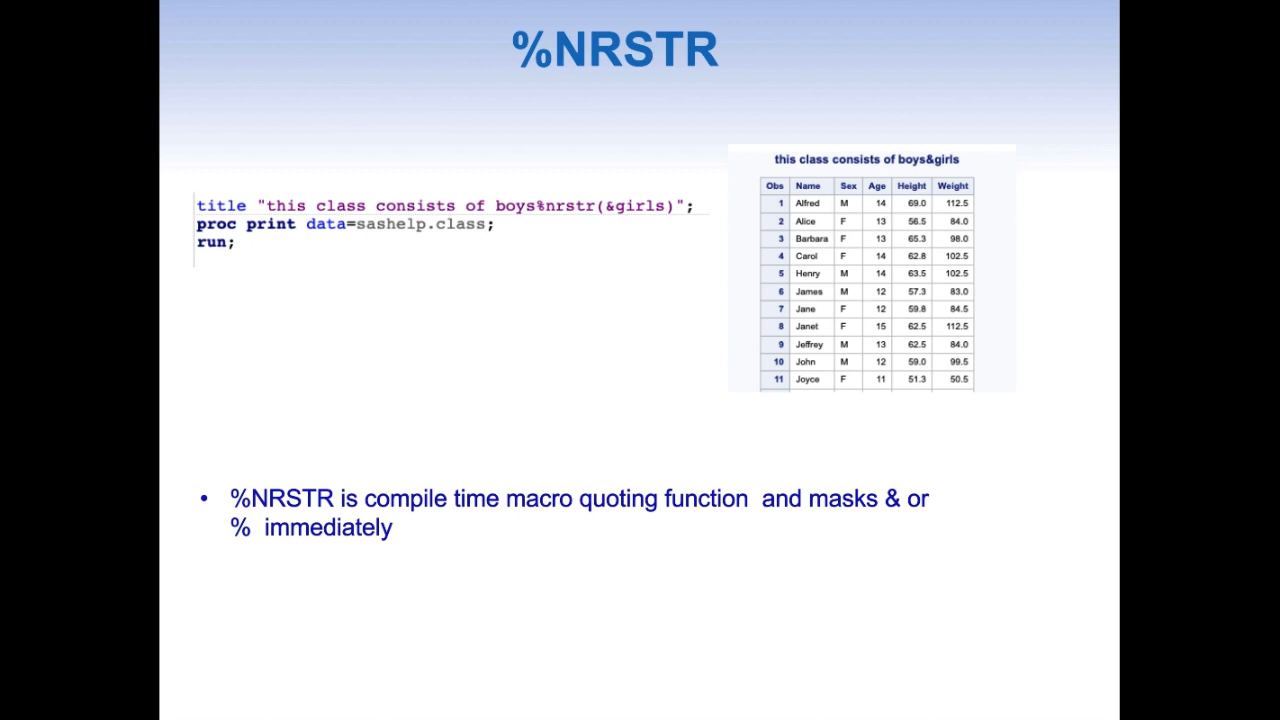 %NRSTR
title "this class consists of boys%nrstr(&girls)";
proc print data=sashelp.class;
run;
this class consists of boys&girls
Obs Name Sex Age Height Weight
1 Alfred M 14 69.0 112.5
2 Alice F 13 56.5 84.0
3 Barbara F 13 65.3 98.0
4 Carol F 14 62.8 102.5
5 Henry M 14 63.5 102.5
6 James M 12 57.3 83.0
7 Jane F 12 59.8 84.5
8 Janet F 15 62.5 112.5
9 Jeffrey M 13 62.5 84.0
10 John M 12 59.0 99.5
11 Joyce F 11 51.3 50.5
• %NRSTR is compile time macro quoting function and masks & or
% immediately